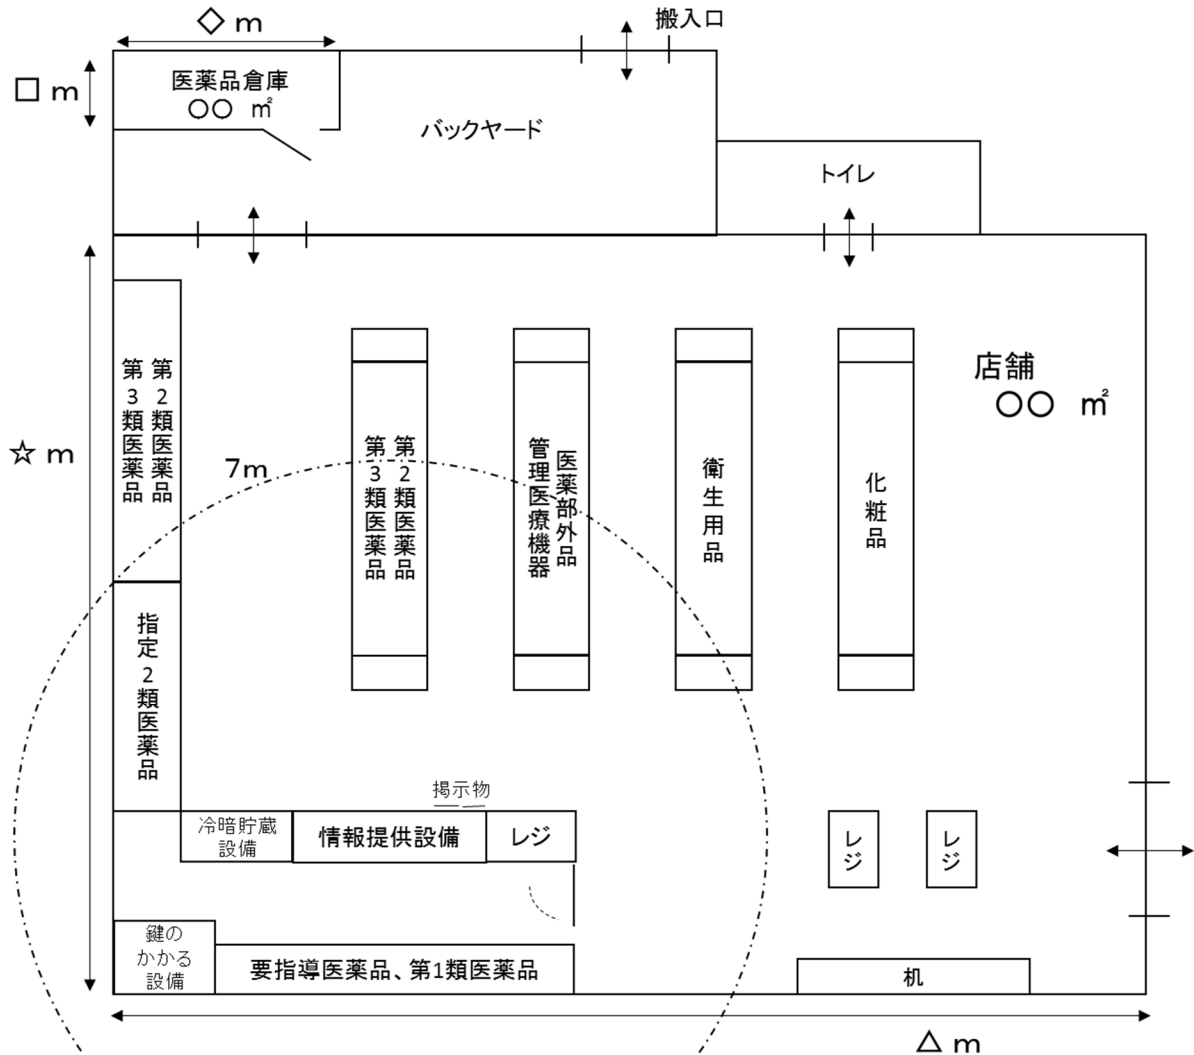 ◇ m
搬入口
□ m
医薬品倉庫
○○ ㎡
バックヤード
トイレ
☆ m
第2類医薬品
第3類医薬品
7m
第2類医薬品
第3類医薬品
医薬部外品
管理医療機器
衛生用品
化粧品
店舗
○○ ㎡
指定2類医薬品
掲示物
冷暗貯蔵
設備
情報提供設備
レジ
レジ
レジ
鍵の
かかる
設備
要指導医薬品、第1類医薬品
机
△ m